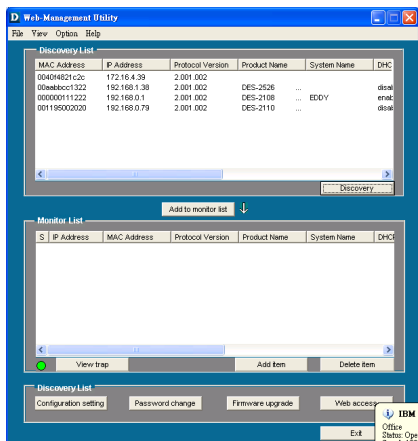 D Web-Management Utility
File View Option Help
Discovery List
MAC Address IP Address Protocol Version Product Name System Name DHC
0040f4821c2c 172.16.4.39 2.001.002
00aabbcc1322 192.168.1.38 2.001.002 DES-2526 ... disal
000000111222 192.168.0.1 2.001.002 DES-2108 ... EDDY enab
001195002020 192.168.0.79 2.001.002 DES-2110 ... disab
Discovery
Add to monitor list
Monitor List
S IP Address MAC Address Protocol Version Product Name System Name DHCF
View trap Add item Delete item
Discovery List
Configuration setting Password change Firmware upgrade Web access
Exit
IBM
Office
Status: Ope